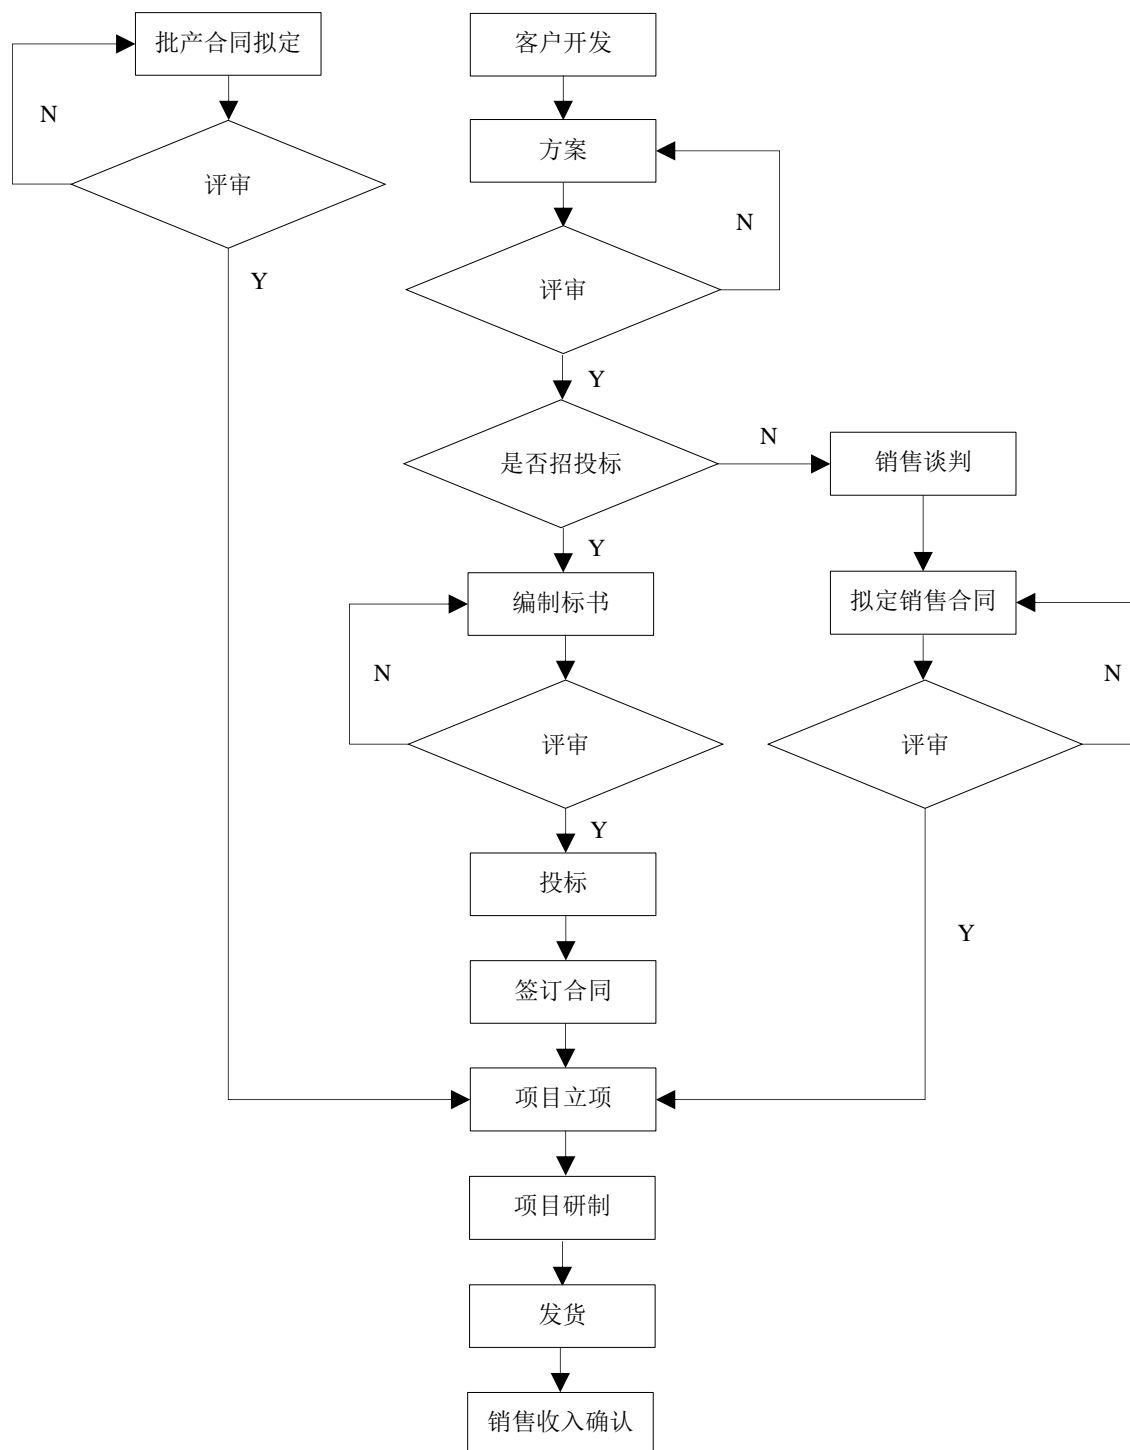 批产合同拟定
客户开发
N
方案
评审
N
Y
评审
Y
是否招投标
N
销售谈判
Y
编制标书
拟定销售合同
N
N
评审
评审
Y
投标
Y
签订合同
项目立项
项目研制
发货
销售收入确认